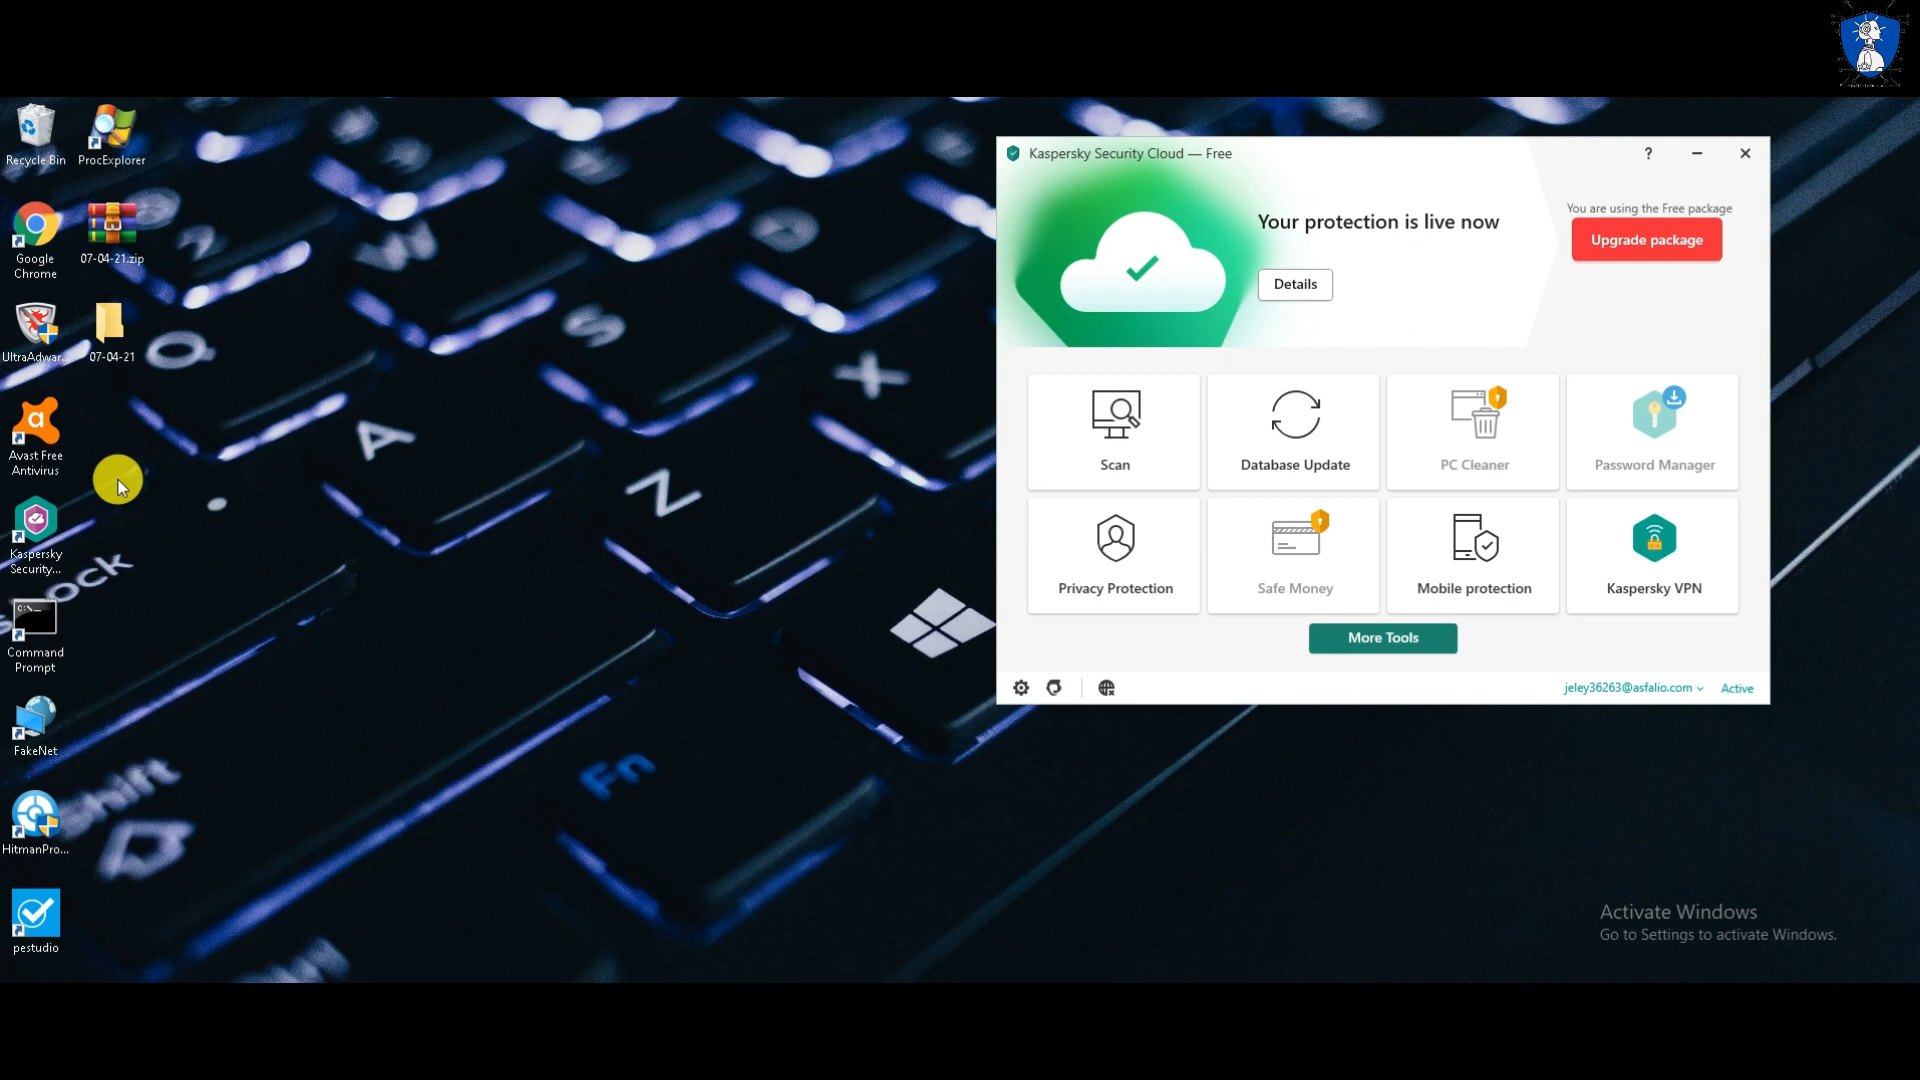 Recycle Bin
ProcExplorer
Google
Chrome
07-04-21.zip
UltraAdwar...
07-04-21
Avast Free
Antivirus
Kaspersky
Security...
Command
Prompt
FakeNet
HitmanPro...
pestudio
Q
A
S
Z
X
W
Lock
Shift
Fn
C:\_
Kaspersky Security Cloud — Free
?
Your protection is live now
Details
You are using the Free package
Upgrade package
Scan
Database Update
PC Cleaner
Password Manager
Privacy Protection
Safe Money
Mobile protection
Kaspersky VPN
More Tools
jeley36263@asfalio.com
Active
Activate Windows
Go to Settings to activate Windows.